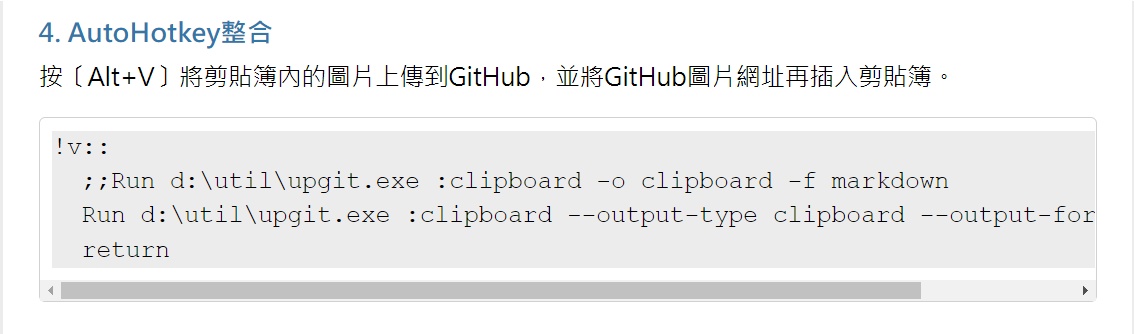 4. AutoHotkey整合
按〔Alt+V〕將剪貼簿內的圖片上傳到GitHub，並將GitHub圖片網址再插入剪貼簿。
!v::
;;Run d:\util\upgit.exe :clipboard -o clipboard -f markdown
Run d:\util\upgit.exe :clipboard --output-type clipboard --output-for
return